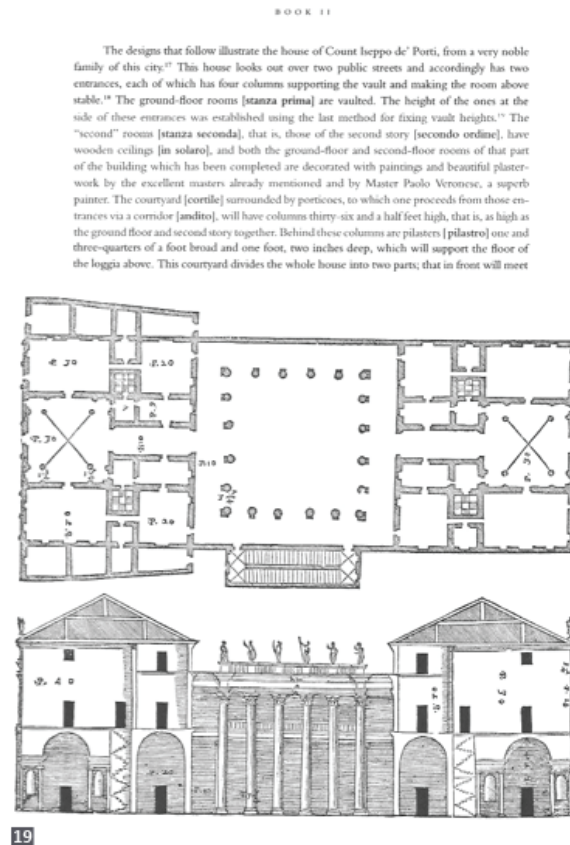 BOOK II
The designs that follow illustrate the house of Count Iseppo de' Porti, from a very noble
family of this city.¹⁷ This house looks out over two public streets and accordingly has two
entrances, each of which has four columns supporting the vault and making the room above
stable.¹⁸ The ground-floor rooms [stanza prima] are vaulted. The height of the ones at the
side of these entrances was established using the last method for fixing vault heights.¹⁹ The
"second" rooms [stanza seconda], that is, those of the second story [secondo ordine], have
wooden ceilings [in solaro], and both the ground-floor and second-floor rooms of that part
of the building which has been completed are decorated with paintings and beautiful plaster-
work by the excellent masters already mentioned and by Master Paolo Veronese, a superb
painter. The courtyard [cortile] surrounded by porticoes, to which one proceeds from those en-
trances via a corridor [andito], will have columns thirty-six and a half feet high, that is, as high as
the ground floor and second story together. Behind these columns are pilasters [pilastro] one and
three-quarters of a foot broad and one foot, two inches deep, which will support the floor of
the loggia above. This courtyard divides the whole house into two parts; that in front will meet
P. 30
P. 20
P. 30
P. 10
P. 20
P. 30
P. 20
19